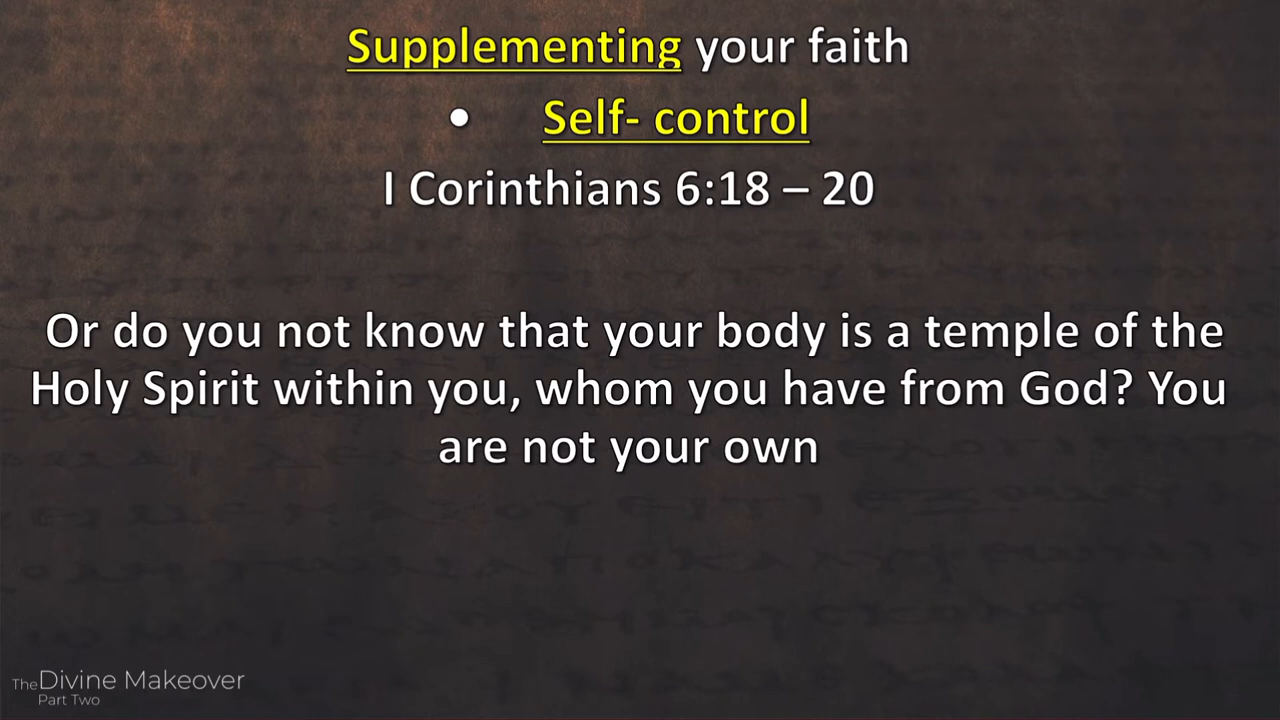 Supplementing your faith
• Self- control
I Corinthians 6:18 – 20
Or do you not know that your body is a temple of the
Holy Spirit within you, whom you have from God? You
are not your own
The Divine Makeover
Part Two